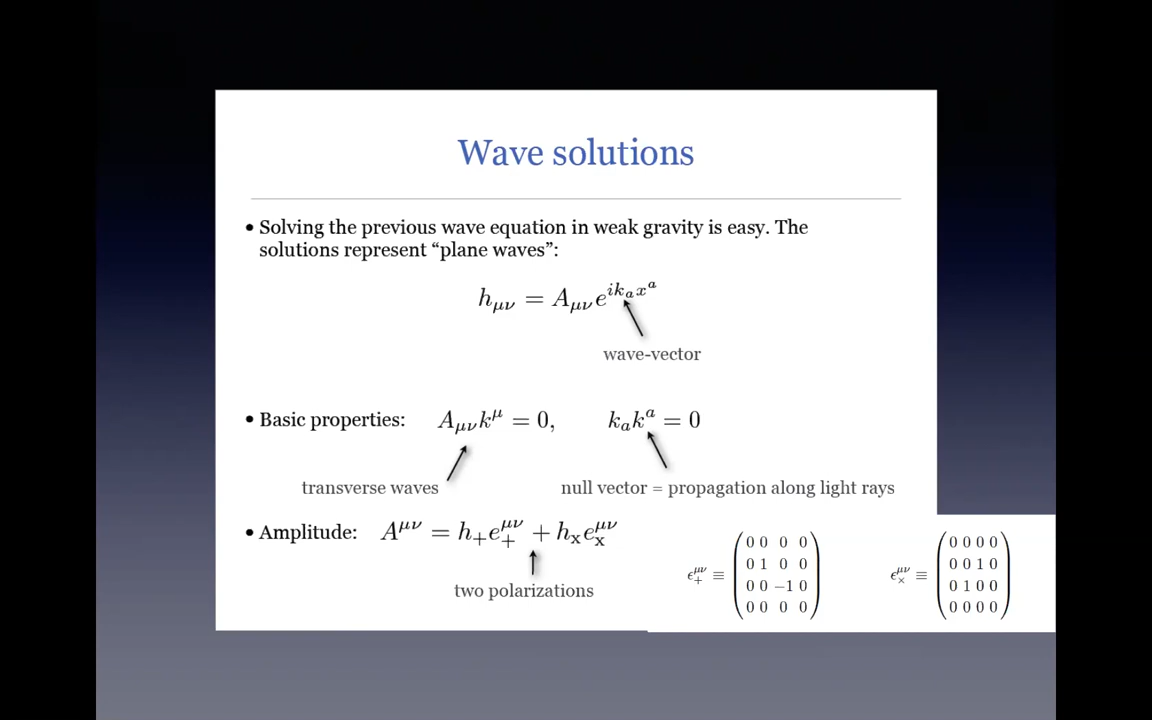 Wave solutions
• Solving the previous wave equation in weak gravity is easy. The
solutions represent “plane waves”:
h_{μν} = A_{μν} e^{ik_a x^a}
wave-vector
• Basic properties: A_{μν}k^μ = 0, k_a k^a = 0
transverse waves null vector = propagation along light rays
• Amplitude: A^{μν} = h_+ e_+^{μν} + h_x e_x^{μν}
two polarizations
ϵ_+^{μν} ≡ (0 0 0 0
0 1 0 0
0 0 −1 0
0 0 0 0)
ϵ_×^{μν} ≡ (0 0 0 0
0 0 1 0
0 1 0 0
0 0 0 0)